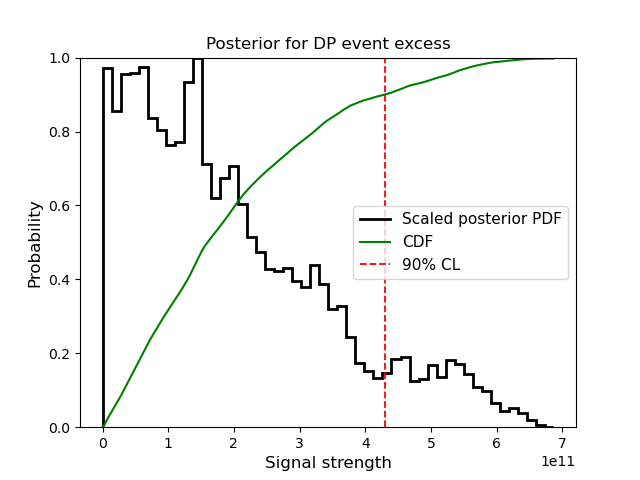 Posterior for DP event excess
Probability
1.0
0.8
0.6
0.4
0.2
0.0
Scaled posterior PDF
CDF
90% CL
0 1 2 3 4 5 6 7
1e11
Signal strength